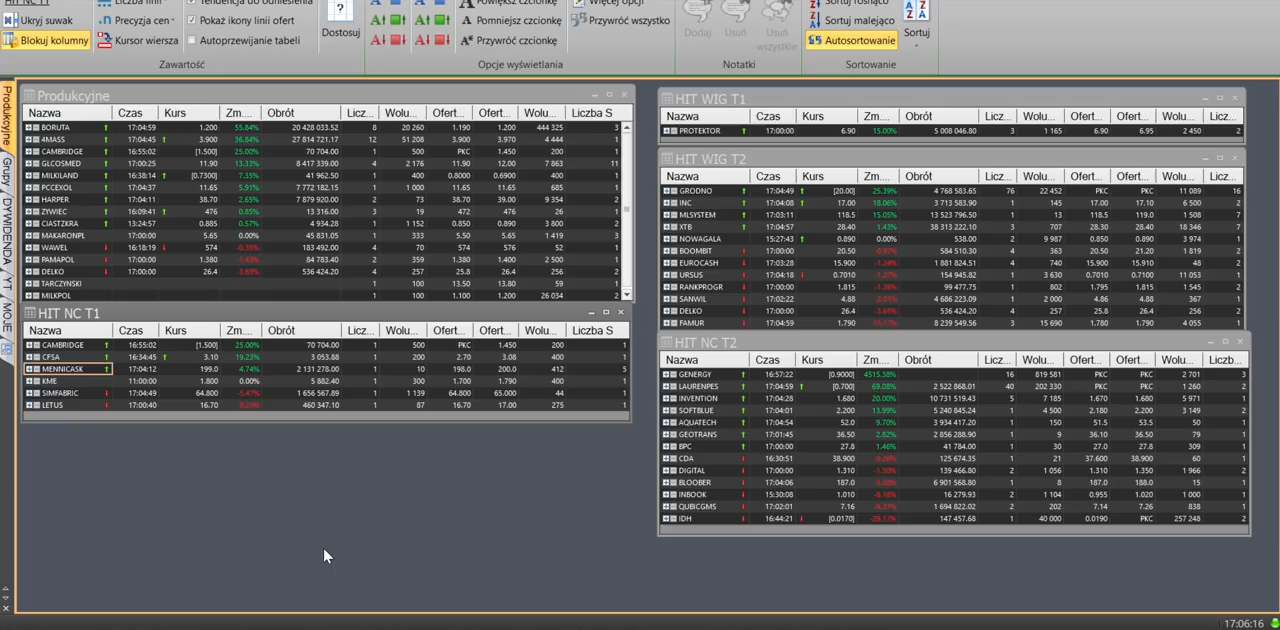 HIT NC T1
Ukryj suwak
Precyzja cen
Pokaż ikony linii ofert
Dostosuj
Pomniejsz czcionkę
Przywróć wszystko
Dodaj
Usuń
Usuń wszystkie
Sortuj malejąco
Sortuj
Blokuj kolumny
Kursor wiersza
Autoprzewijanie tabeli
Przywróć czcionkę
Autosortowanie
Zawartość
Opcje wyświetlania
Notatki
Sortowanie
Produkcyjne
Grupy
DYWIDENDA
YT
MOJE
Produkcyjne
Nazwa Czas Kurs Zm.... Obrót Licz... Wolu... Ofert... Ofert... Wolu... Liczba S
BORUTA 17:04:59 1.200 55.84% 20 428 033.52 8 20 260 1.190 1.200 444 325 3
4MASS 17:04:45 3.900 36.84% 27 814 721.17 12 51 208 3.900 3.970 4 444 1
CAMBRIDGE 16:55:02 [1.500] 25.00% 70 704.00 1 500 PKC 1.450 200 1
GLCOSMED 17:00:25 11.90 13.33% 8 417 339.00 4 2 176 11.90 12.00 7 863 11
MILKILAND 16:38:14 [0.7300] 7.35% 41 962.50 1 400 0.8000 0.6900 400 1
PCCEXOL 17:04:37 11.65 5.91% 7 772 182.15 1 1 000 11.65 11.65 685 1
HARPER 17:04:11 38.70 2.65% 7 879 920.00 2 73 38.70 39.00 9 354 2
ŻYWIEC 16:09:41 476 0.85% 13 316.00 3 19 472 476 26 1
CIASTZKRA 13:24:57 0.885 0.57% 4 938.29 1 1 152 0.850 0.890 3 800 2
MAKARONPL 17:00:00 5.65 0.00% 45 831.05 1 333 5.50 5.65 1 419 3
WAWEL 16:18:19 574 -0.35% 183 492.00 4 70 574 576 52 1
PAMAPOL 17:00:00 1.380 -1.43% 84 783.40 2 359 1.380 1.400 2 500 1
DELKO 17:00:00 26.4 -3.65% 536 424.20 4 257 25.8 26.4 256 2
TARCZYNSKI 1 100 13.50 13.80 59 1
MILKPOL 1 100 1.100 1.200 26 034 2
HIT NC T1
Nazwa Czas Kurs Zm.... Obrót Licz... Wolu... Ofert... Ofert... Wolu... Liczba S
CAMBRIDGE 16:55:02 [1.500] 25.00% 70 704.00 1 500 PKC 1.450 200 1
CFSA 16:34:45 3.10 19.23% 3 053.88 1 200 2.70 3.08 400 1
MENNICASK 17:04:12 199.0 4.74% 2 131 278.00 1 10 198.0 200.0 412 5
KME 11:00:00 1.800 0.00% 5 882.40 1 300 1.700 1.790 400 1
SIMFABRIC 17:04:49 64.800 -5.47% 1 656 567.89 1 1 139 64.800 65.000 44 1
LETUS 17:00:40 16.70 460 347.10 1 87 16.70 17.00 275 1
HIT WIG T1
Nazwa Czas Kurs Zm.... Obrót Licz... Wolu... Ofert... Ofert... Wolu... Licz...
PROTEKTOR 17:00:00 6.90 15.00% 5 008 046.80 3 1 165 6.90 6.95 2 450 2
HIT WIG T2
Nazwa Czas Kurs Zm.... Obrót Licz... Wolu... Ofert... Ofert... Wolu... Licz...
GRODNO 17:04:49 [20.00] 25.39% 4 768 583.65 76 22 452 PKC PKC 11 089 16
INC 17:04:08 17.00 18.06% 3 713 583.90 1 145 17.00 17.10 6 500 2
MLSYSTEM 17:03:11 118.5 15.05% 13 523 796.50 1 13 118.5 119.0 1 508 7
XTB 17:04:57 28.40 1.43% 38 313 222.10 3 707 28.30 28.40 18 346 7
NOWAGALA 15:27:43 0.890 0.00% 538.00 2 9 987 0.850 0.890 3 974 1
BOOMBIT 17:00:00 20.50 584 510.30 4 363 20.50 21.20 1 819 2
EUROCASH 17:03:28 15.900 1 881 824.51 4 740 15.900 15.910 48 2
URSUS 17:04:18 0.7010 154 945.82 1 3 630 0.7010 0.7100 11 053 1
RANKPROGR 17:00:00 1.815 99 477.75 1 802 1.795 1.815 1 545 2
SANWIL 17:02:22 4.88 4 686 223.09 1 2 000 4.86 4.88 367 1
DELKO 17:00:00 26.4 536 424.20 4 257 25.8 26.4 256 2
FAMUR 17:04:59 1.790 8 239 549.56 3 15 690 1.780 1.790 4 055 1
HIT NC T2
Nazwa Czas Kurs Zm.... Obrót Licz... Wolu... Ofert... Ofert... Wolu... Liczb...
GENERGY 16:57:22 [0.9000] 4515.38% 16 819 581 PKC PKC 2 701 3
LAURENPES 17:04:59 [0.700] 69.08% 2 522 868.01 40 202 330 PKC PKC 1 260 2
INVENTION 17:04:28 1.680 20.00% 10 731 519.43 5 7 185 1.670 1.680 5 971 1
SOFTBLUE 17:04:01 2.200 13.99% 5 240 845.24 1 4 500 2.180 2.200 3 149 2
AQUATECH 17:04:54 52.0 9.70% 3 934 417.20 1 150 51.5 53.5 50 1
GEOTRANS 17:01:45 36.50 2.82% 2 856 288.90 1 9 36.10 36.50 79 1
BPC 17:00:00 27.8 1.46% 41 784.00 1 30 27.0 27.8 309 1
CDA 16:30:51 38.900 125 674.35 1 21 37.600 38.900 60 1
DIGITAL 17:00:00 1.310 -1.50% 139 466.80 2 1 056 1.310 1.350 1 966 2
BLOOBER 17:04:06 187.0 6 901 568.80 1 8 187.0 188.0 15 1
INBOOK 15:30:08 1.010 16 279.93 2 1 104 0.955 1.020 1 000 1
QUBICGMS 17:02:01 7.16 1 694 822.02 2 202 7.14 7.26 838 1
IDH 16:44:21 [0.0170] 147 457.68 1 40 000 0.0190 PKC 257 248 2
17:06:16